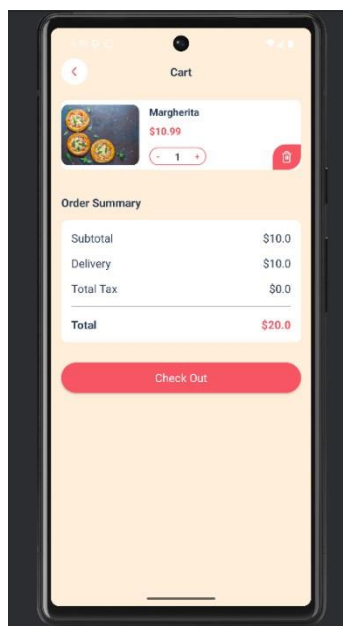 Cart
Margherita
$10.99
- 1 +
Order Summary
Subtotal $10.0
Delivery $10.0
Total Tax $0.0
Total $20.0
Check Out